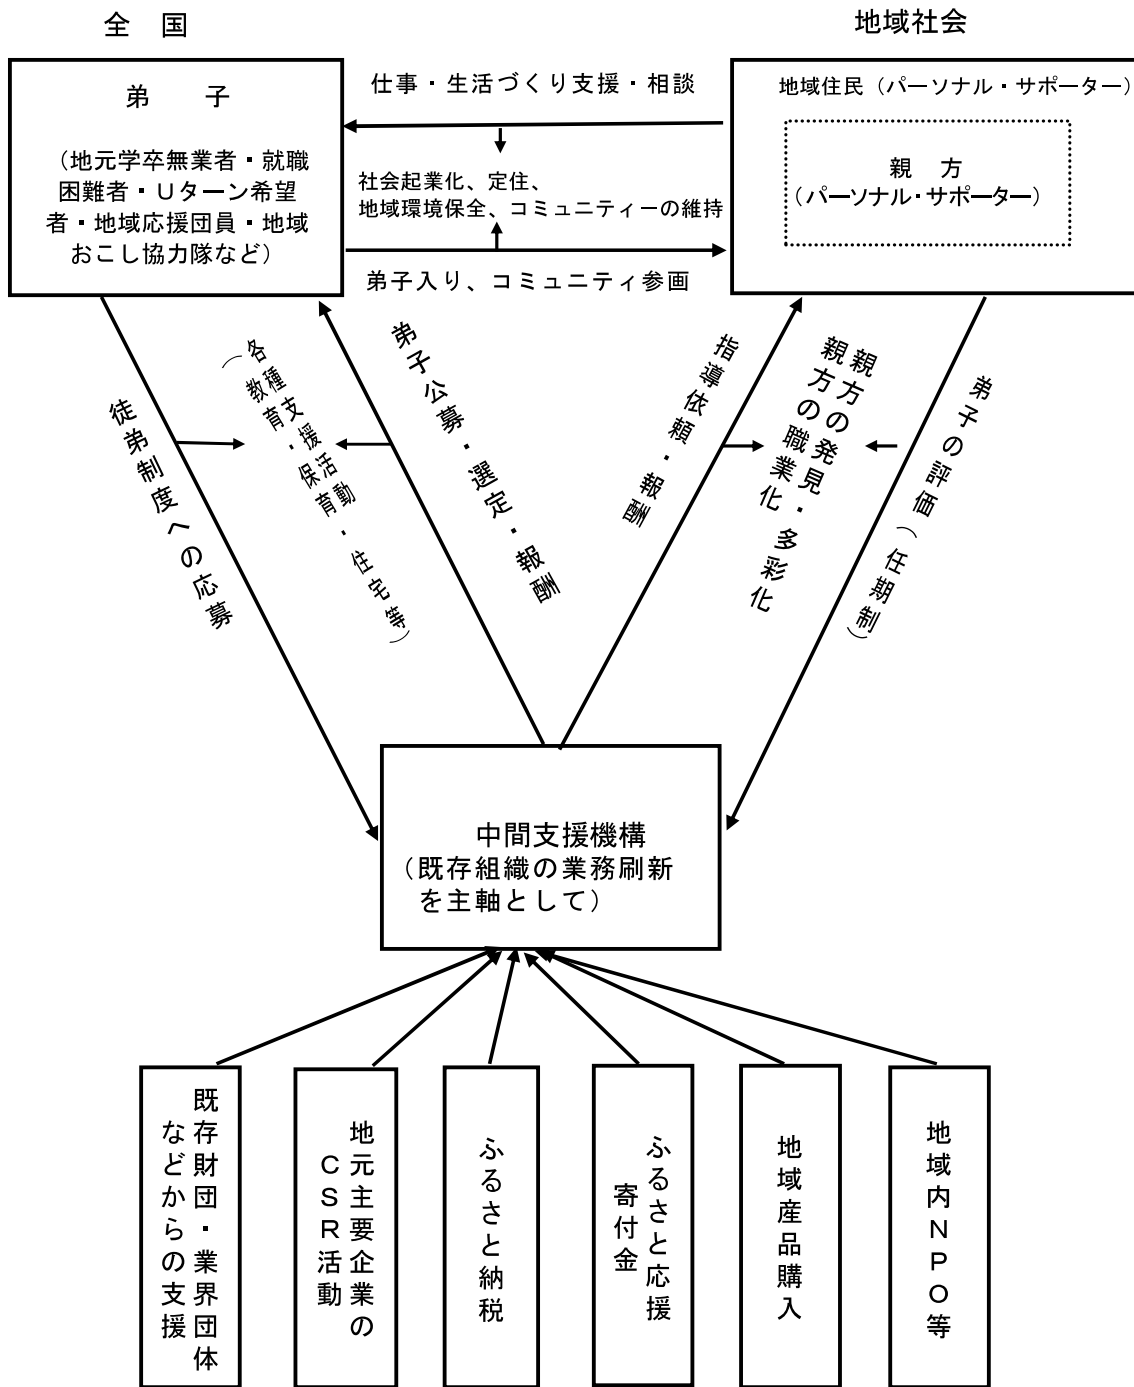 全　国
地域社会
弟　子
（地元学卒無業者・就職
困難者・Uターン希望
者・地域応援団員・地域
おこし協力隊など）
仕事・生活づくり支援・相談
社会起業化、定住、
地域環境保全、コミュニティーの維持
弟子入り、コミュニティ参画
地域住民（パーソナル・サポーター）
親　方
（パーソナル・サポーター）
徒弟制度への応募
（各種支援活動・住宅等）
教育・保育
弟子公募・選定・報酬
指導依頼・報酬
親方の発見・多彩化
親方の職業化
弟子の評価（任期制）
中間支援機構
（既存組織の業務刷新
を主軸として）
既存財団・業界団体
などからの支援
地元主要企業の
CSR活動
ふるさと納税
ふるさと応援
寄付金
地域産品購入
地域内NPO等